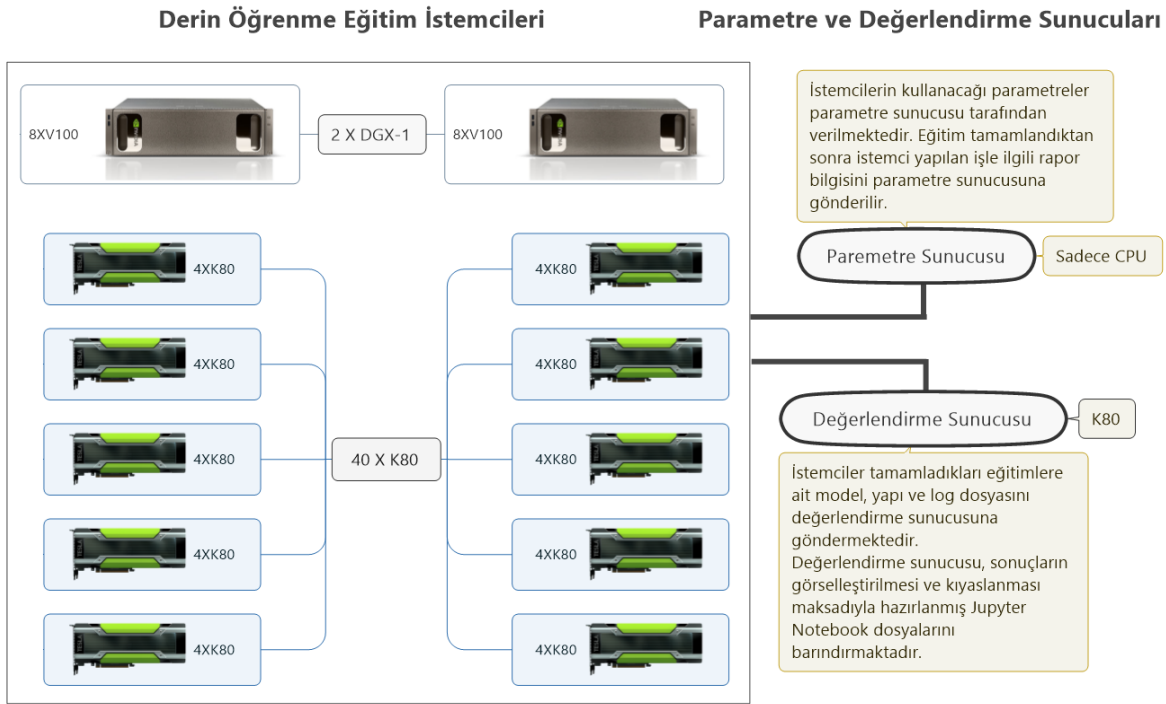 Derin Öğrenme Eğitim İstemcileri
Parametre ve Değerlendirme Sunucuları
8XV100
2 X DGX-1
8XV100
4XK80
4XK80
4XK80
4XK80
4XK80
40 X K80
4XK80
4XK80
4XK80
4XK80
4XK80
İstemcilerin kullanacağı parametreler
parametre sunucusu tarafından
verilmektedir. Eğitim tamamlandıktan
sonra istemci yapılan işle ilgili rapor
bilgisini parametre sunucusuna
gönderilir.
Paremetre Sunucusu
Sadece CPU
Değerlendirme Sunucusu
K80
İstemciler tamamladıkları eğitimlere
ait model, yapı ve log dosyasını
değerlendirme sunucusuna
göndermektedir.
Değerlendirme sunucusu, sonuçların
görselleştirilmesi ve kıyaslanması
maksadıyla hazırlanmış Jupyter
Notebook dosyalarını
barındırmaktadır.